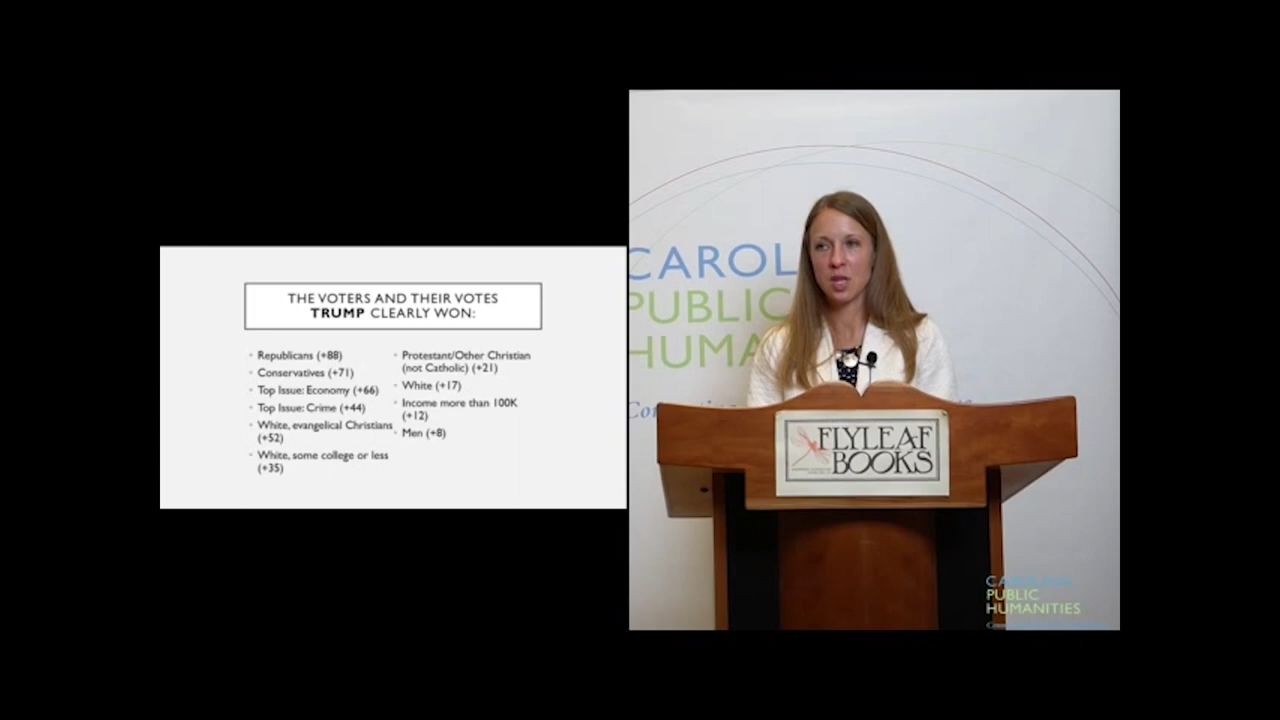 THE VOTERS AND THEIR VOTES
TRUMP CLEARLY WON:
• Republicans (+88)
• Conservatives (+71)
• Top Issue: Economy (+66)
• Top Issue: Crime (+44)
• White, evangelical Christians
(+52)
• White, some college or less
(+35)
• Protestant/Other Christian
(not Catholic) (+21)
• White (+17)
• Income more than 100K
(+12)
• Men (+8)
CAROL
PUBLIC
HUMA
FLYLEAF
BOOKS
PUBLIC
HUMANITIES